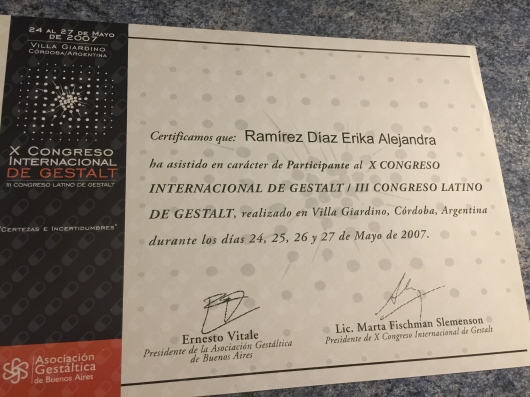 24 AL 27 DE MAYO
DE 2007
VILLA GIARDINO
CÓRDOBA/ARGENTINA
X CONGRESO
INTERNACIONAL
DE GESTALT
III CONGRESO LATINO DE GESTALT
"CERTEZAS E INCERTIDUMBRES"
Asociación
Gestáltica
de Buenos Aires
Certificamos que: Ramírez Díaz Erika Alejandra
ha asistido en carácter de Participante al X CONGRESO
INTERNACIONAL DE GESTALT / III CONGRESO LATINO
DE GESTALT, realizado en Villa Giardino, Córdoba, Argentina
durante los días 24, 25, 26 y 27 de Mayo de 2007.
Ernesto Vitale
Presidente de la Asociación Gestáltica
de Buenos Aires
Lic. Marta Fischman Slemenson
Presidente de X Congreso Internacional de Gestalt